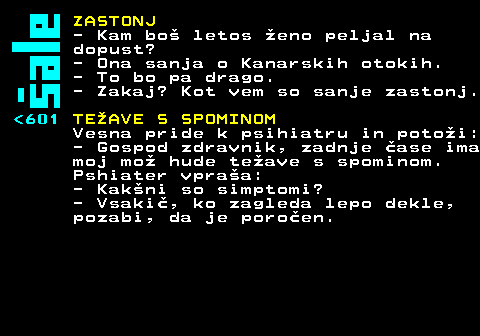 šale
ZASTONJ
- Kam boš letos ženo peljal na
dopust?
- Ona sanja o Kanarskih otokih.
- To bo pa drago.
- Zakaj? Kot vem so sanje zastonj.
<601 TEŽAVE S SPOMINOM
Vesna pride k psihiatru in potoži:
- Gospod zdravnik, zadnje čase ima
moj mož hude težave s spominom.
Pshiater vpraša:
- Kakšni so simptomi?
- Vsakič, ko zagleda lepo dekle,
pozabi, da je poročen.